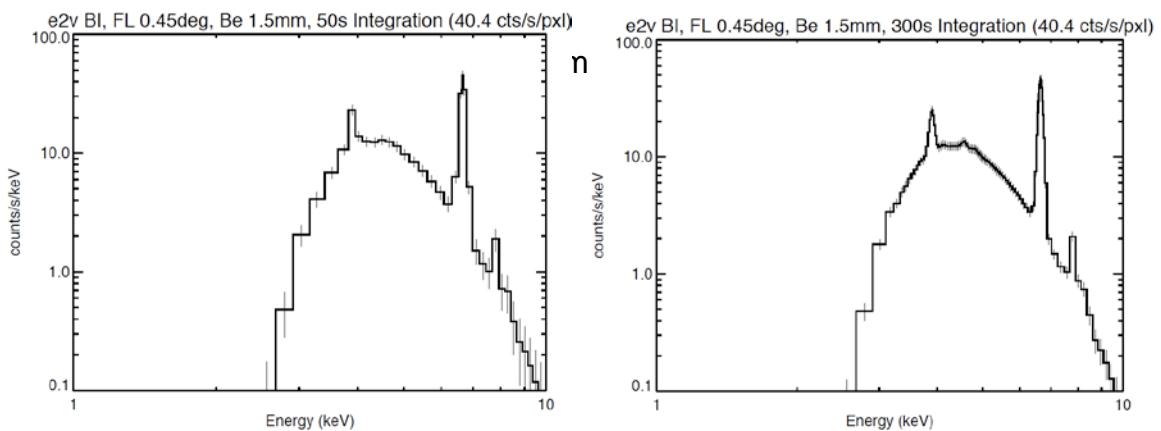 e2v BI, FL 0.45deg, Be 1.5mm, 50s Integration (40.4 cts/s/pxl)
100.0
10.0
1.0
0.1
counts/s/keV
1
10
Energy (keV)
n
e2v BI, FL 0.45deg, Be 1.5mm, 300s Integration (40.4 cts/s/pxl)
100.0
10.0
1.0
0.1
counts/s/keV
1
10
Energy (keV)